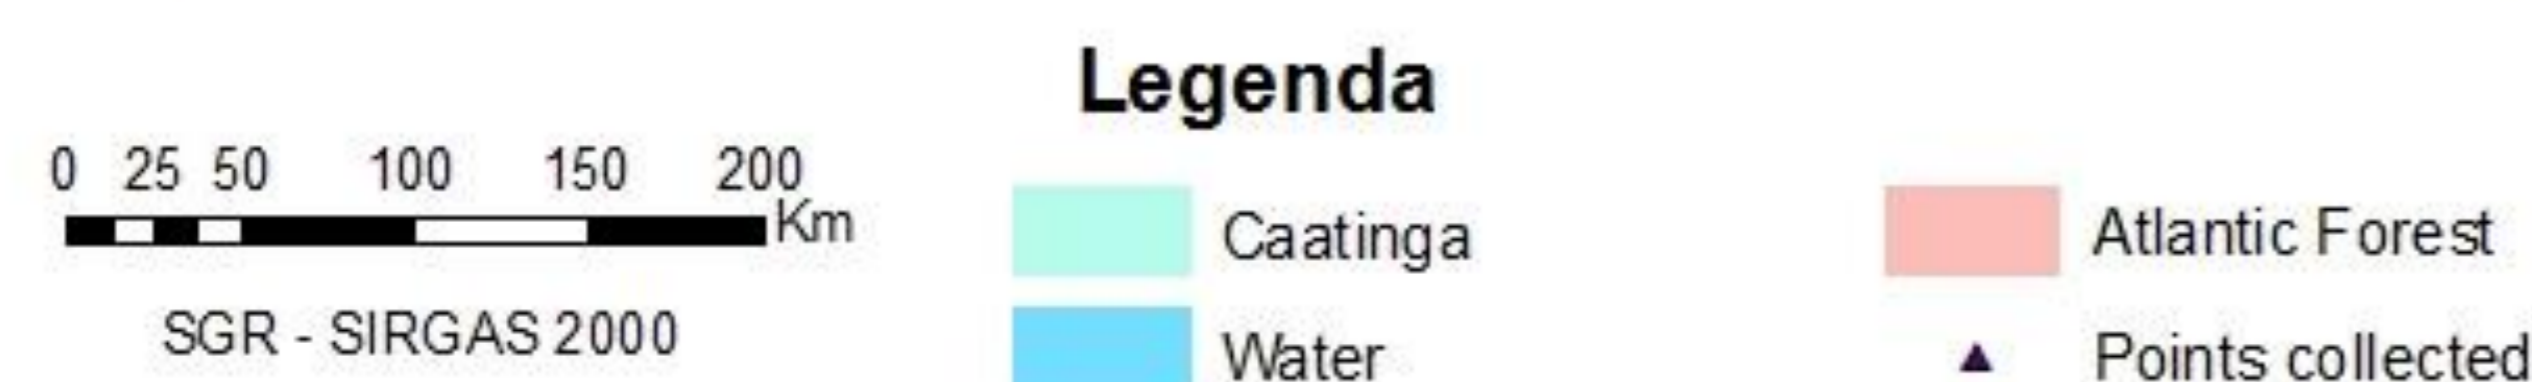 Legenda
0 25 50 100 150 200
Km
Caatinga
Atlantic Forest
SGR - SIRGAS 2000
Water
Points collected